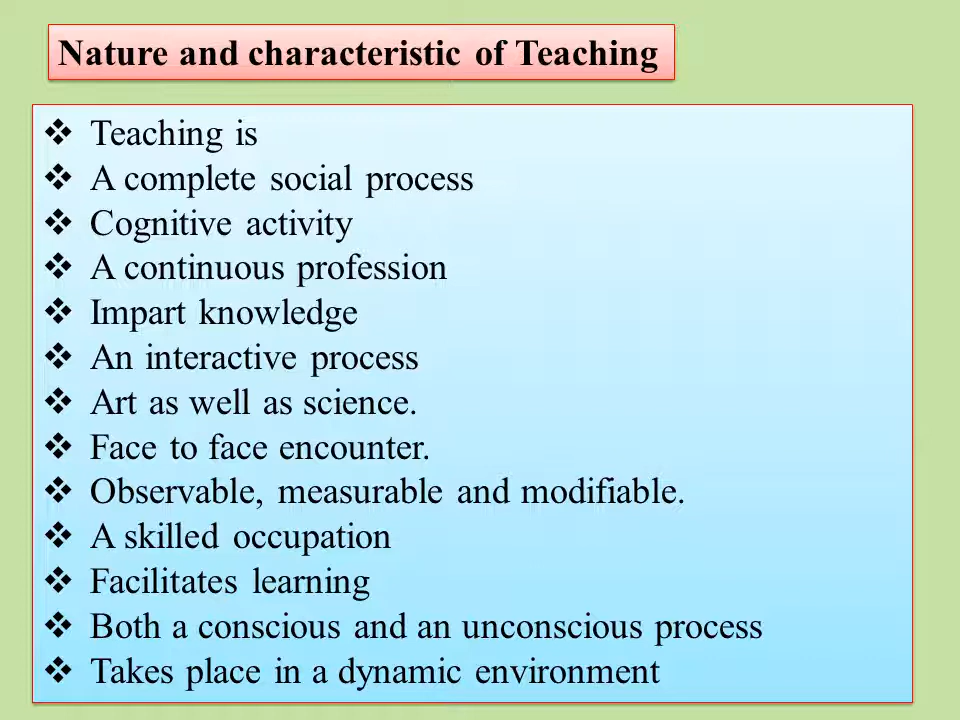 Nature and characteristic of Teaching
❖ Teaching is
❖ A complete social process
❖ Cognitive activity
❖ A continuous profession
❖ Impart knowledge
❖ An interactive process
❖ Art as well as science.
❖ Face to face encounter.
❖ Observable, measurable and modifiable.
❖ A skilled occupation
❖ Facilitates learning
❖ Both a conscious and an unconscious process
❖ Takes place in a dynamic environment